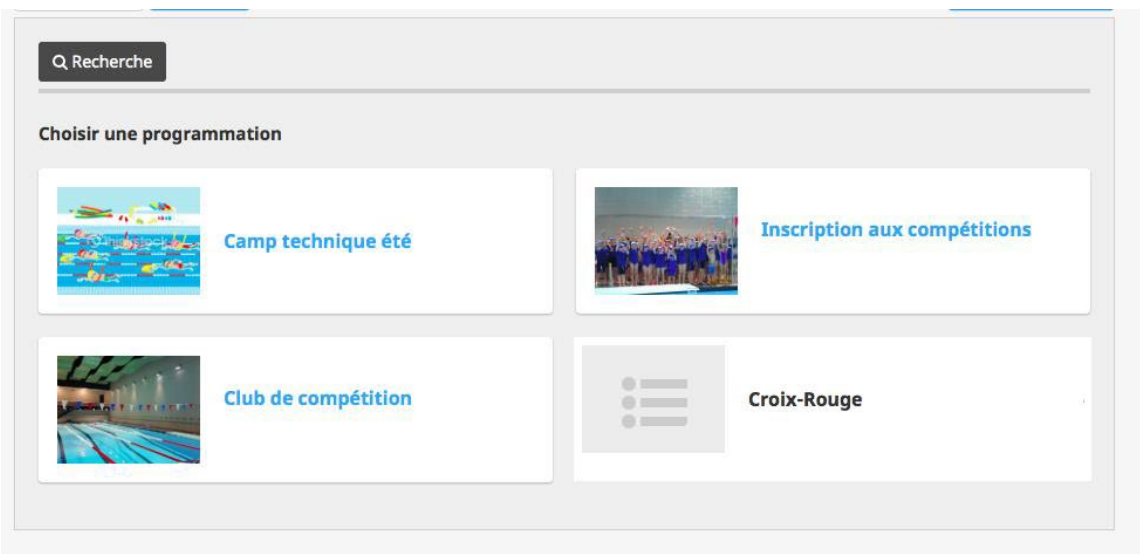 Recherche
Choisir une programmation
Camp technique été
Inscription aux compétitions
Club de compétition
Croix-Rouge